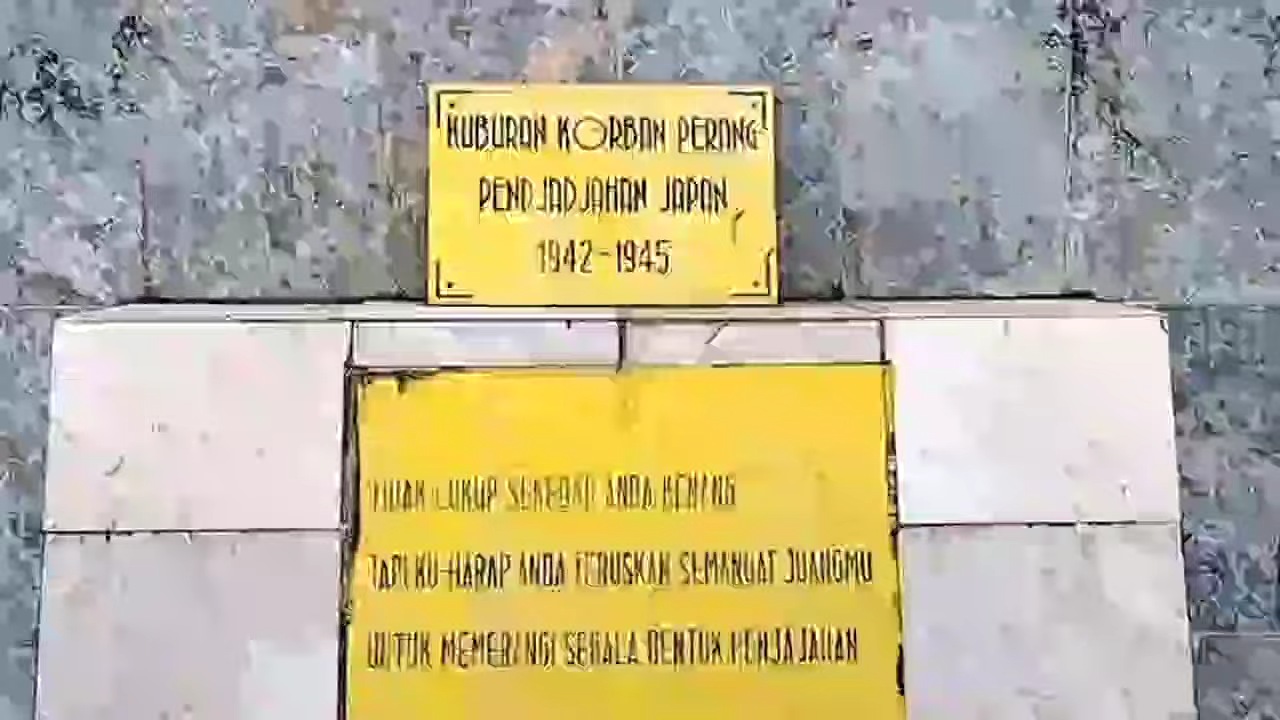 KUBURAN KORBAN PERANG
PENDJADJAHAN JAPAN
1942-1945
TIDAK CUKUP SEKEDAR ANDA KENANG
TAPI KU-HARAP ANDA TERUSKAN SEMANGAT JUANGMU
UNTUK MEMERANGI SEGALA BENTUK PENJAJAHAN